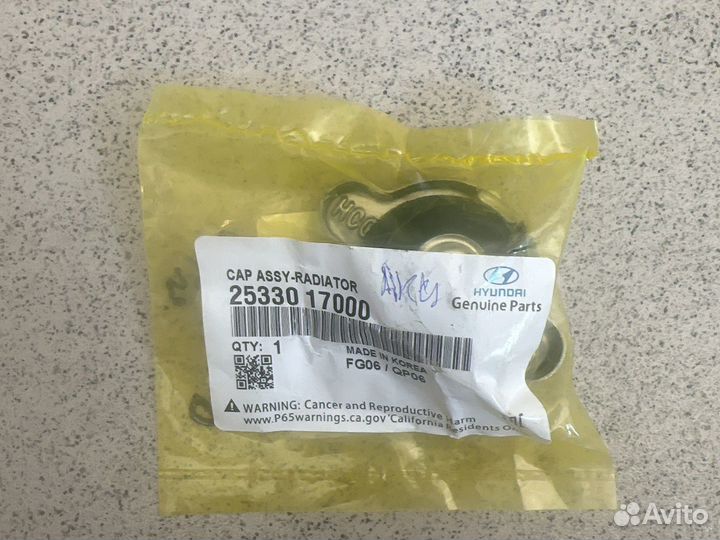 HCC
CAP ASSY-RADIATOR
25330 17000
HYUNDAI
Genuine Parts
QTY: 1
MADE IN KOREA
FG06 / QP06
WARNING: Cancer and Reproductive Harm
www.P65warnings.ca.gov California Residents
Avito